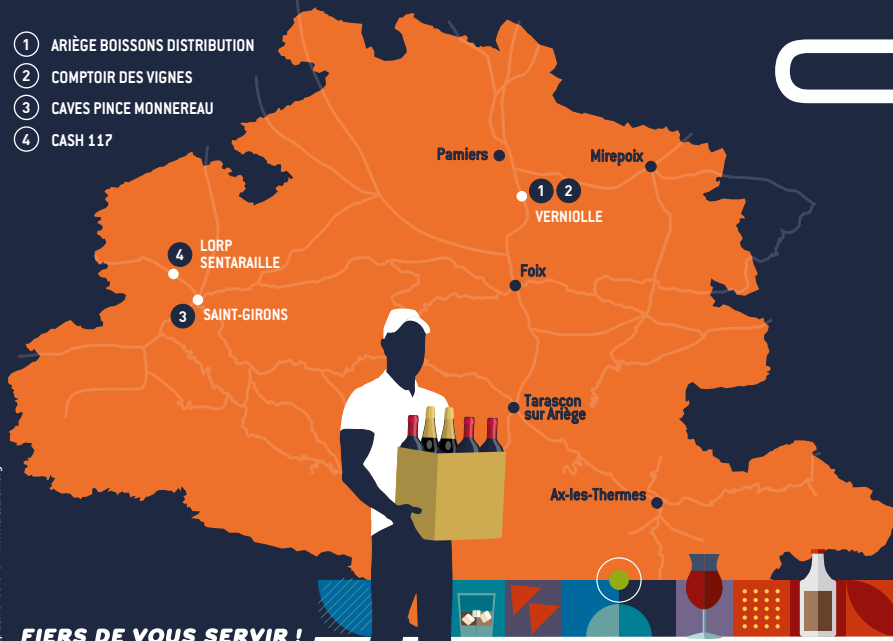 1 ARIÈGE BOISSONS DISTRIBUTION
2 COMPTOIR DES VIGNES
3 CAVES PINCE MONNEREAU
4 CASH 117
Pamiers
Mirepoix
1 2
VERNIOLLE
4 LORP
SENTARAILLE
Foix
3 SAINT-GIRONS
Tarascon
sur Ariège
Ax-les-Thermes
FIERS DE VOUS SERVIR !